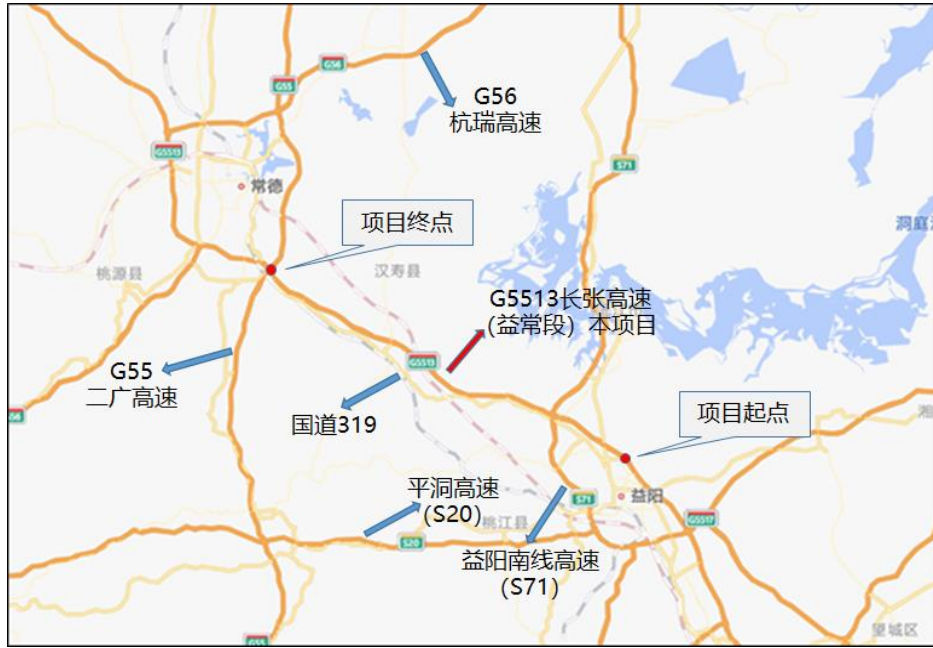 G56
G55
G56
杭瑞高速
G5513
常德
S71
项目终点
洞庭
桃源县
汉寿县
G5513长张高速
(益常段) 本项目
G5513
G55
二广高速
国道319
项目起点
湘
G56
平洞高速
(S20)
S71
益阳
桃江县
G5517
S20
益阳南线高速
(S71)
望城区
G55